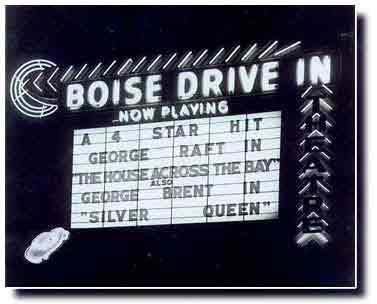 BOISE DRIVE IN
THEATRE
NOW PLAYING
A 4 STAR HIT
GEORGE RAFT IN
"THE HOUSE ACROSS THE BAY"
ALSO
GEORGE BRENT IN
"SILVER QUEEN"